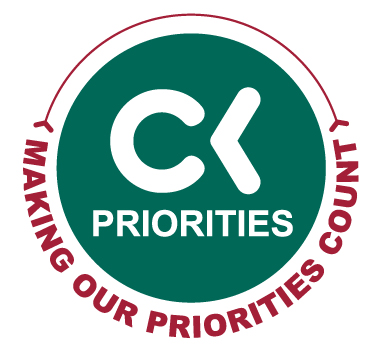 CK
PRIORITIES
MAKING OUR PRIORITIES COUNT